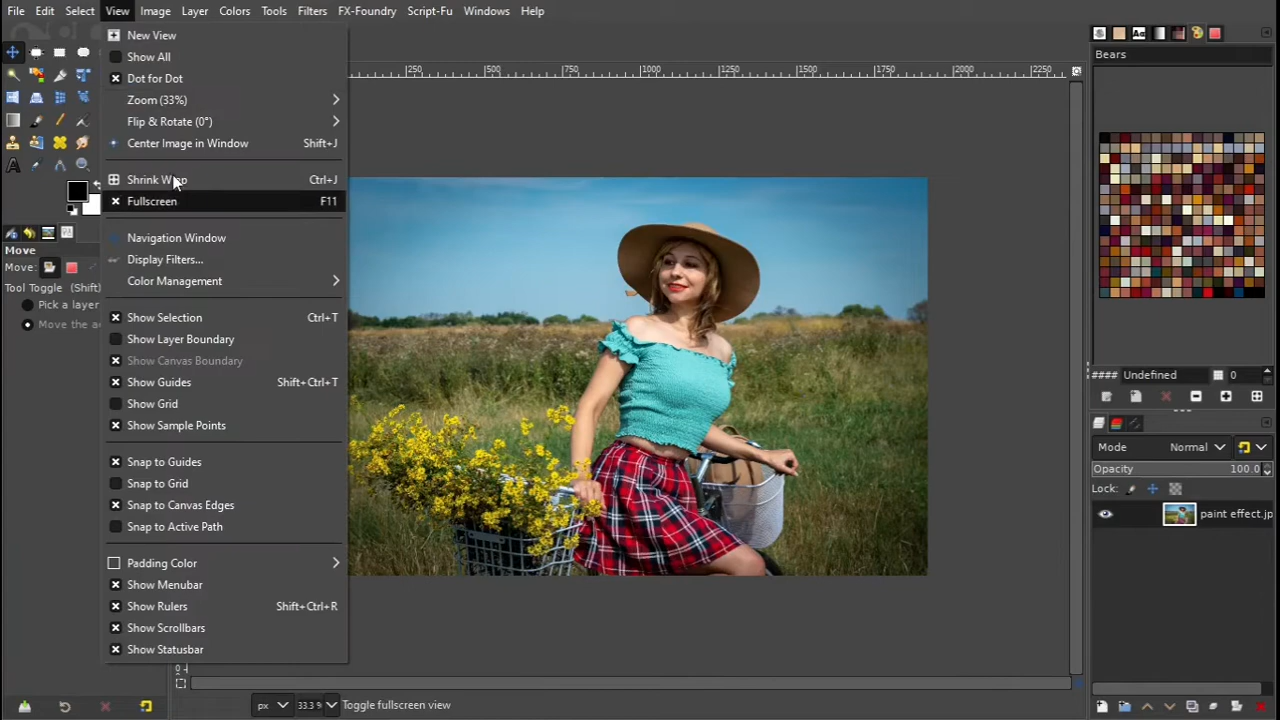 File Edit Select View Image Layer Colors Tools Filters FX-Foundry Script-Fu Windows Help
New View
Show All
Dot for Dot
Zoom (33%)
Flip & Rotate (0°)
Center Image in Window Shift+J
Shrink Wrap Ctrl+J
Fullscreen F11
Navigation Window
Display Filters...
Color Management
Show Selection Ctrl+T
Show Layer Boundary
Show Canvas Boundary
Show Guides Shift+Ctrl+T
Show Grid
Show Sample Points
Snap to Guides
Snap to Grid
Snap to Canvas Edges
Snap to Active Path
Padding Color
Show Menubar
Show Rulers Shift+Ctrl+R
Show Scrollbars
Show Statusbar
Move
Move:
Tool Toggle (Shift)
Pick a layer
Move the
250 500 750 1000 1250 1500 1750 2000 2250
px 33.3 % Toggle fullscreen view
Bears
#### Undefined 0
Mode Normal
Opacity 100.0
Lock:
paint effect.jp